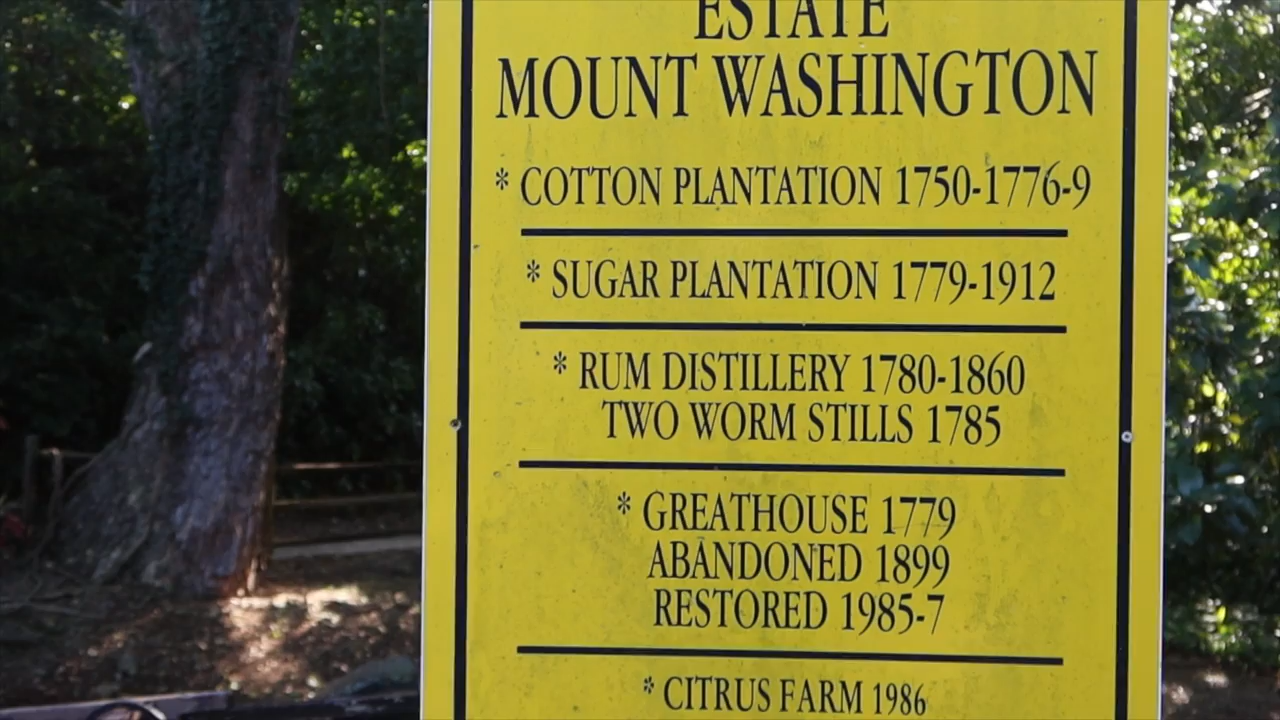 ESTATE
MOUNT WASHINGTON
* COTTON PLANTATION 1750-1776-9
* SUGAR PLANTATION 1779-1912
* RUM DISTILLERY 1780-1860
TWO WORM STILLS 1785
* GREATHOUSE 1779
ABANDONED 1899
RESTORED 1985-7
* CITRUS FARM 1986